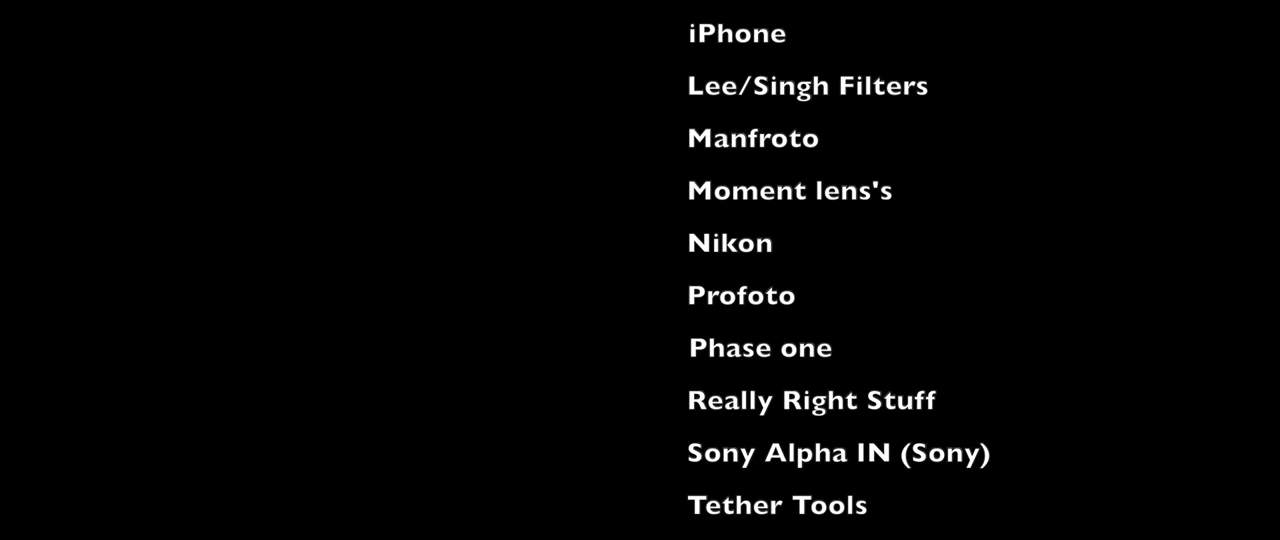 iPhone
Lee/Singh Filters
Manfroto
Moment lens's
Nikon
Profoto
Phase one
Really Right Stuff
Sony Alpha IN (Sony)
Tether Tools